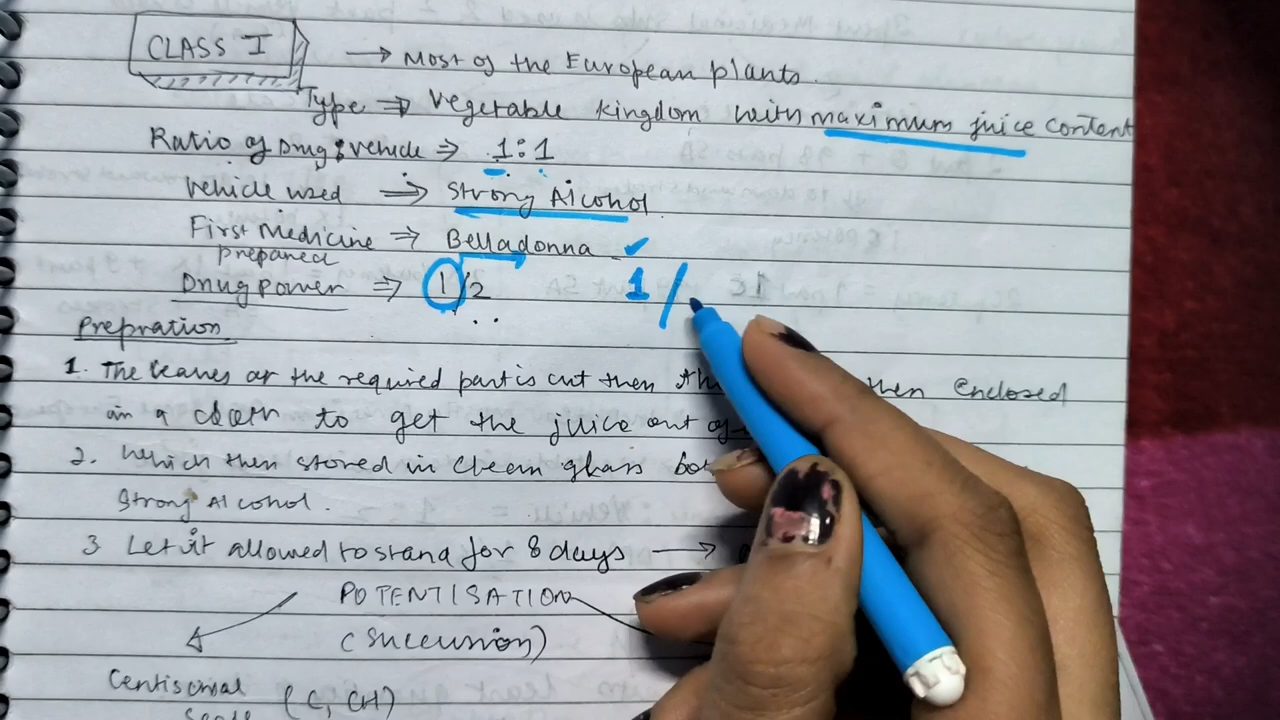 CLASS I → Most of the European plants.
Type ⇒ Vegetable kingdom with maximum juice content
Ratio of Drug : vehicle ⇒ 1:1
Vehicle used ⇒ Strong Alcohol.
First Medicine ⇒ Belladonna ✓
prepared
Drug power ⇒ 1/2 1/
Prepration
1. The leaves or the required part is cut then then Enclosed
in a cloth to get the juice out of
2. Which then stored in clean glass
Strong Alcohol.
3 Let it allowed to stand for 8 days →
POTENTISATION
(Succussion)
Centiscimal (C, CH)